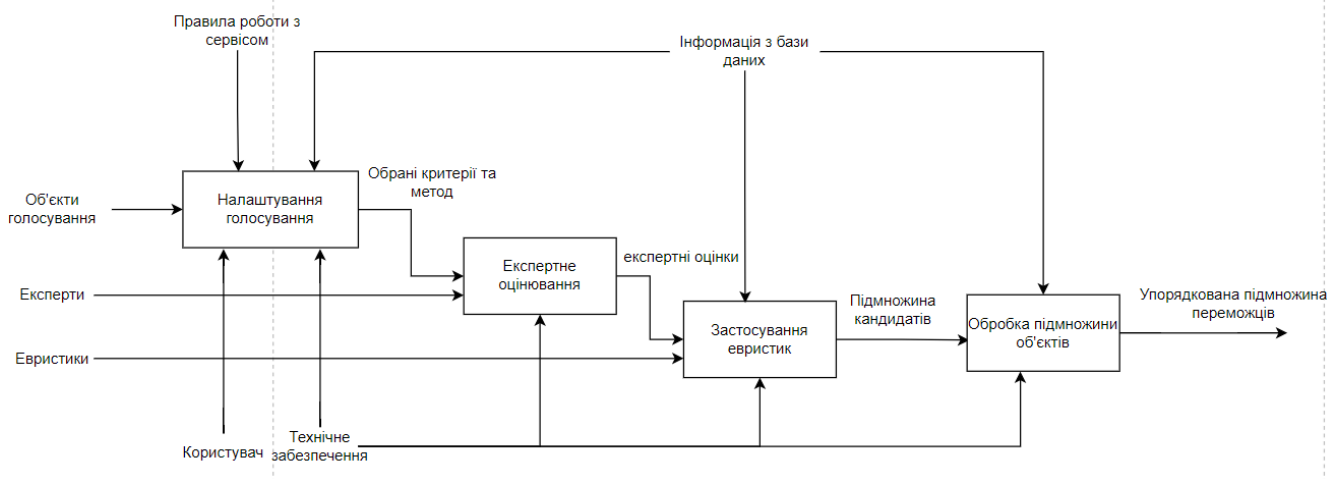 Правила роботи з
сервісом
Інформація з бази
даних
Об'єкти
голосування
Налаштування
голосування
Обрані критерії та
метод
Експерти
Експертне
оцінювання
експертні оцінки
Евристики
Застосування
евристик
Підмножина
кандидатів
Обробка підмножини
об'єктів
Упорядкована підмножина
переможців
Користувач
Технічне
забезпечення